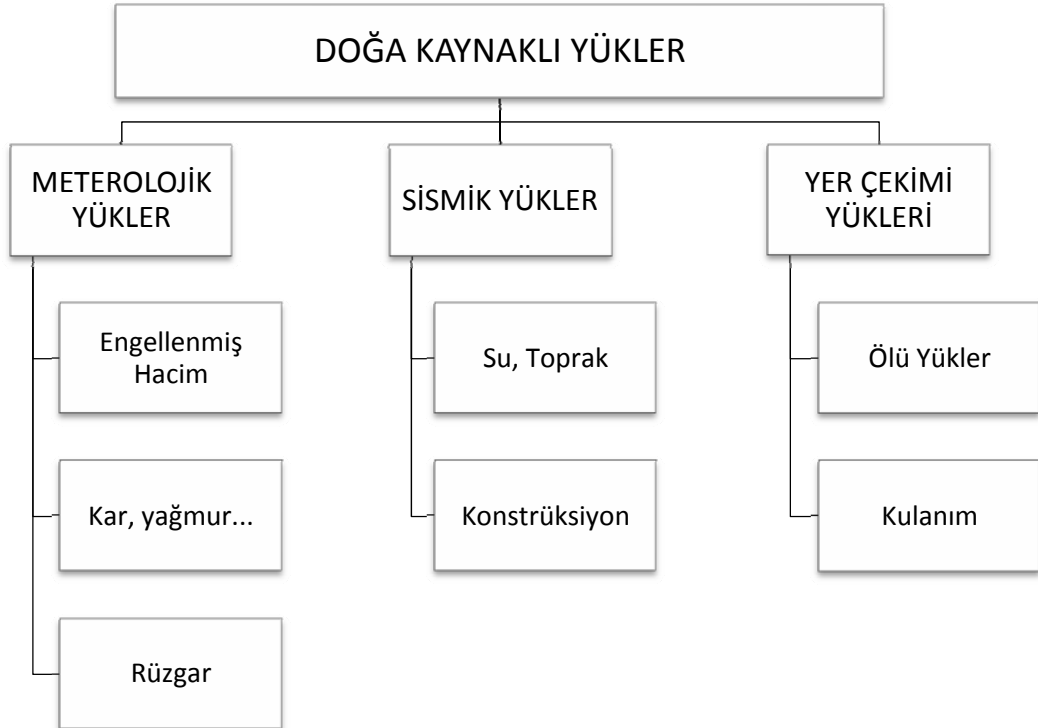 DOĞA KAYNAKLI YÜKLER
METEROLOJİK
YÜKLER
SİSMİK YÜKLER
YER ÇEKİMİ
YÜKLERİ
Engellenmiş
Hacim
Su, Toprak
Ölü Yükler
Kar, yağmur...
Konstrüksiyon
Kulanım
Rüzgar